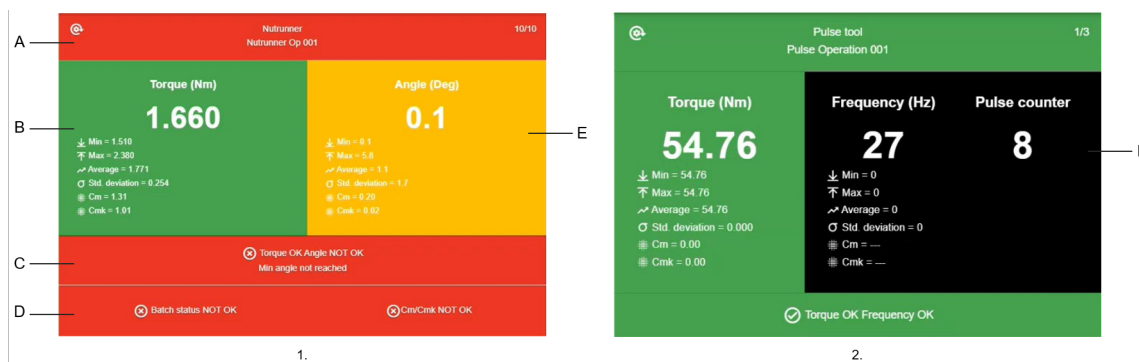 A
Nutrunner
10/10
Nutrunner Op 001
B
Torque (Nm)
1.660
Min = 1.510
Max = 2.380
Average = 1.771
Std. deviation = 0.254
Cm = 1.31
Cmk = 1.01
Angle (Deg)
0.1
Min = 0.1
Max = 5.8
Average = 1.1
Std. deviation = 1.7
Cm = 0.20
Cmk = 0.02
E
C
Torque OK Angle NOT OK
Min angle not reached
D
Batch status NOT OK
Cm/Cmk NOT OK
1.
Pulse tool
1/3
Pulse Operation 001
Torque (Nm)
54.76
Min = 54.76
Max = 54.76
Average = 54.76
Std. deviation = 0.000
Cm = 0.00
Cmk = 0.00
Frequency (Hz)
27
Min = 0
Max = 0
Average = 0
Std. deviation = 0
Cm = ---
Cmk = ---
Pulse counter
8
Torque OK Frequency OK
2.